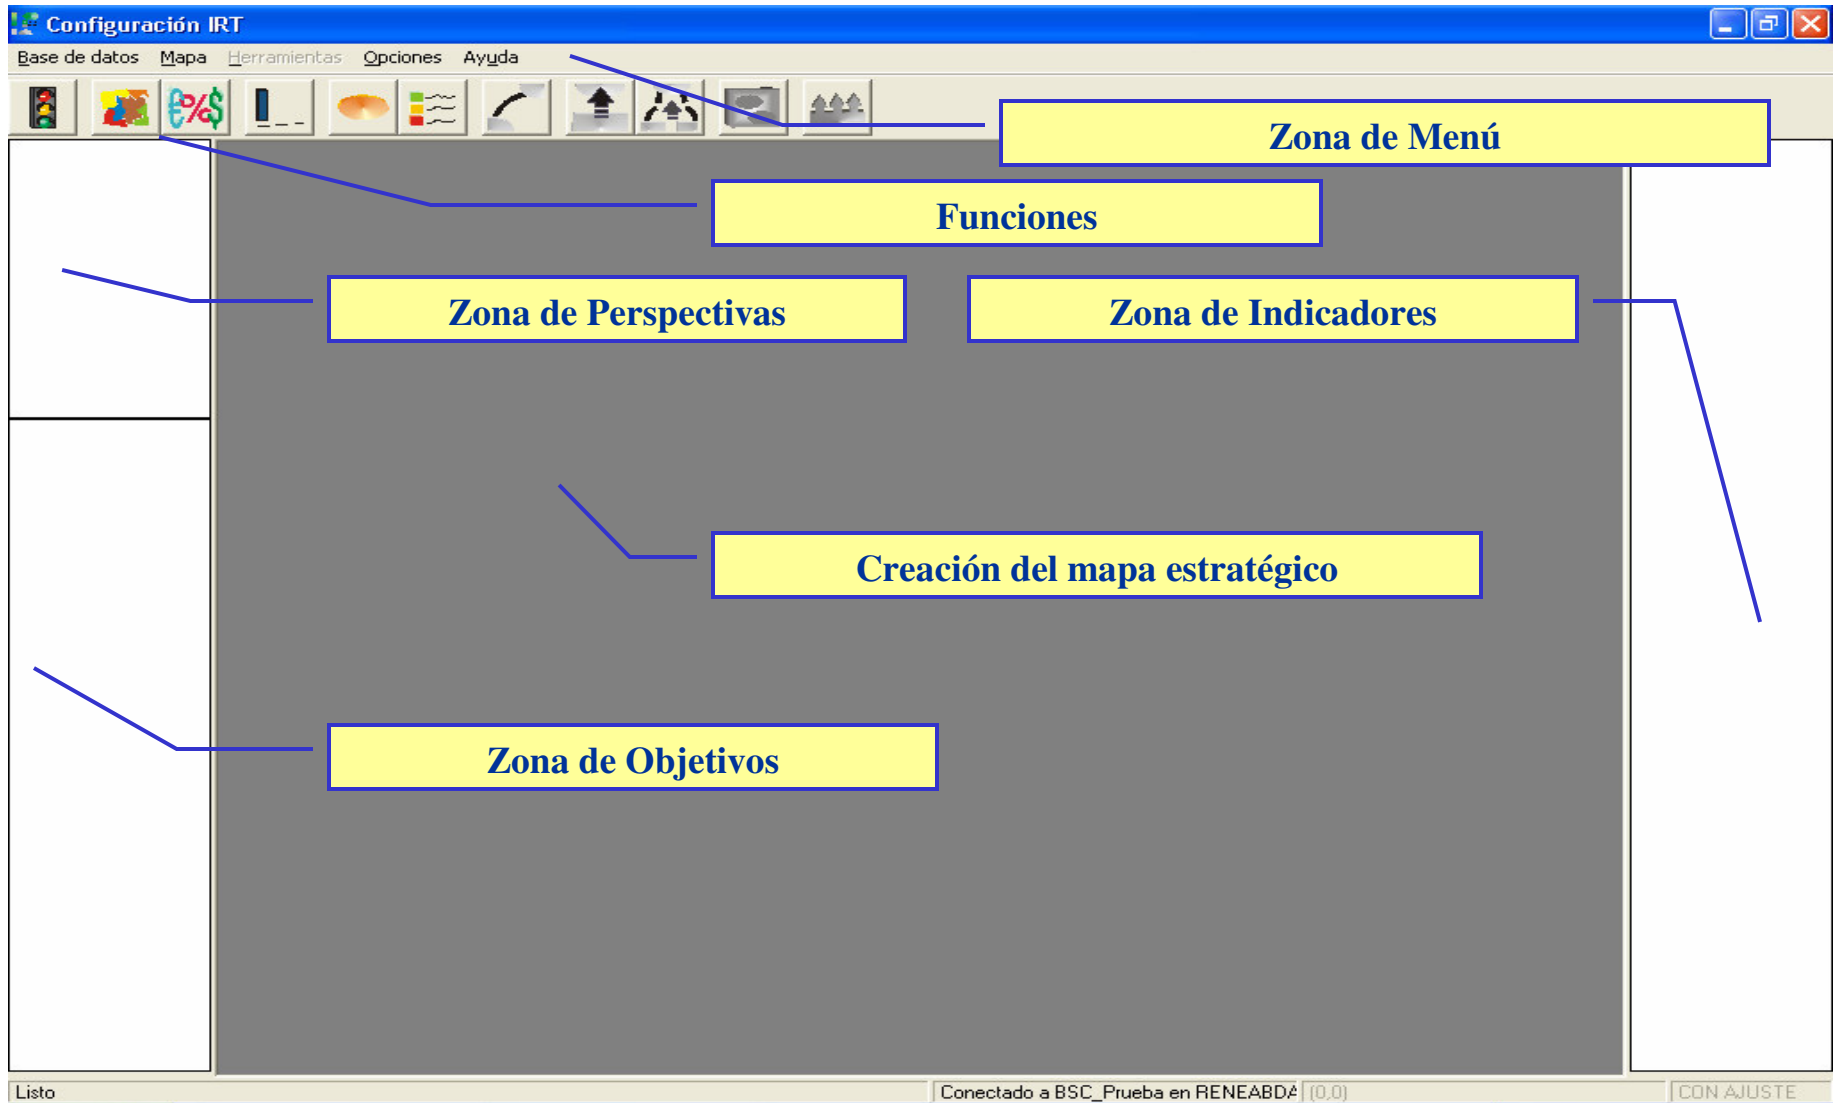 Configuración IRT
Base de datos Mapa Herramientas Opciones Ayuda
€%$
Zona de Menú
Funciones
Zona de Perspectivas
Zona de Indicadores
Creación del mapa estratégico
Zona de Objetivos
Listo
Conectado a BSC_Prueba en RENEABDA
(0,0)
CON AJUSTE